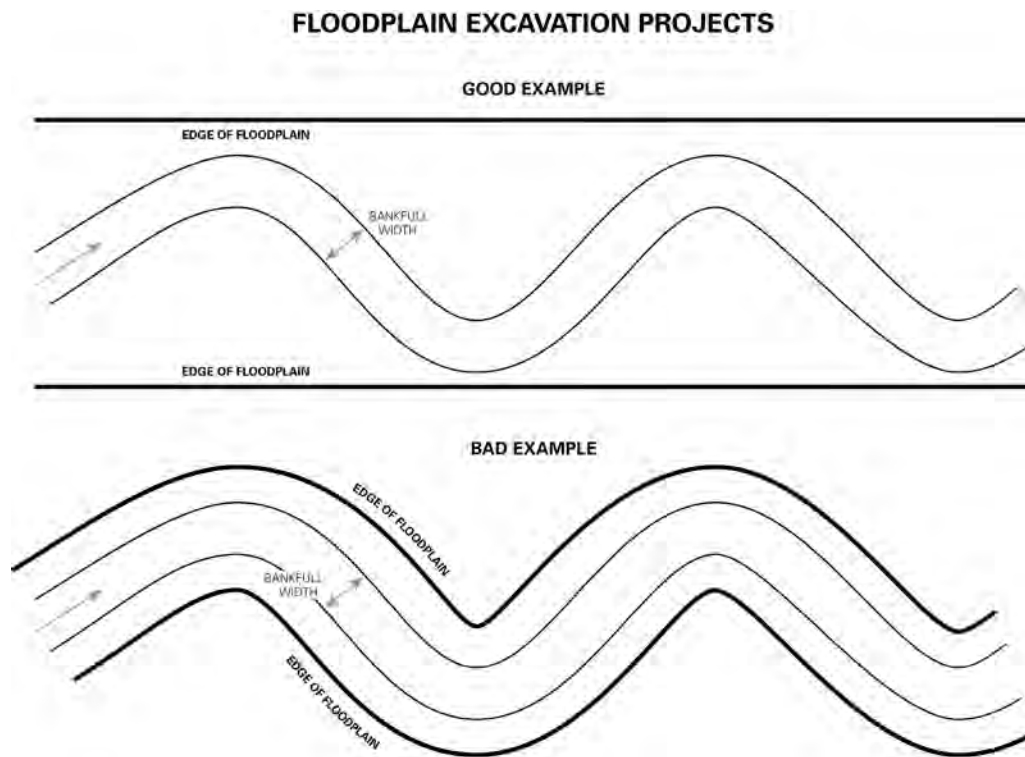 FLOODPLAIN EXCAVATION PROJECTS
GOOD EXAMPLE
EDGE OF FLOODPLAIN
BANKFULL
WIDTH
EDGE OF FLOODPLAIN
BAD EXAMPLE
EDGE OF FLOODPLAIN
BANKFULL
WIDTH
EDGE OF FLOODPLAIN